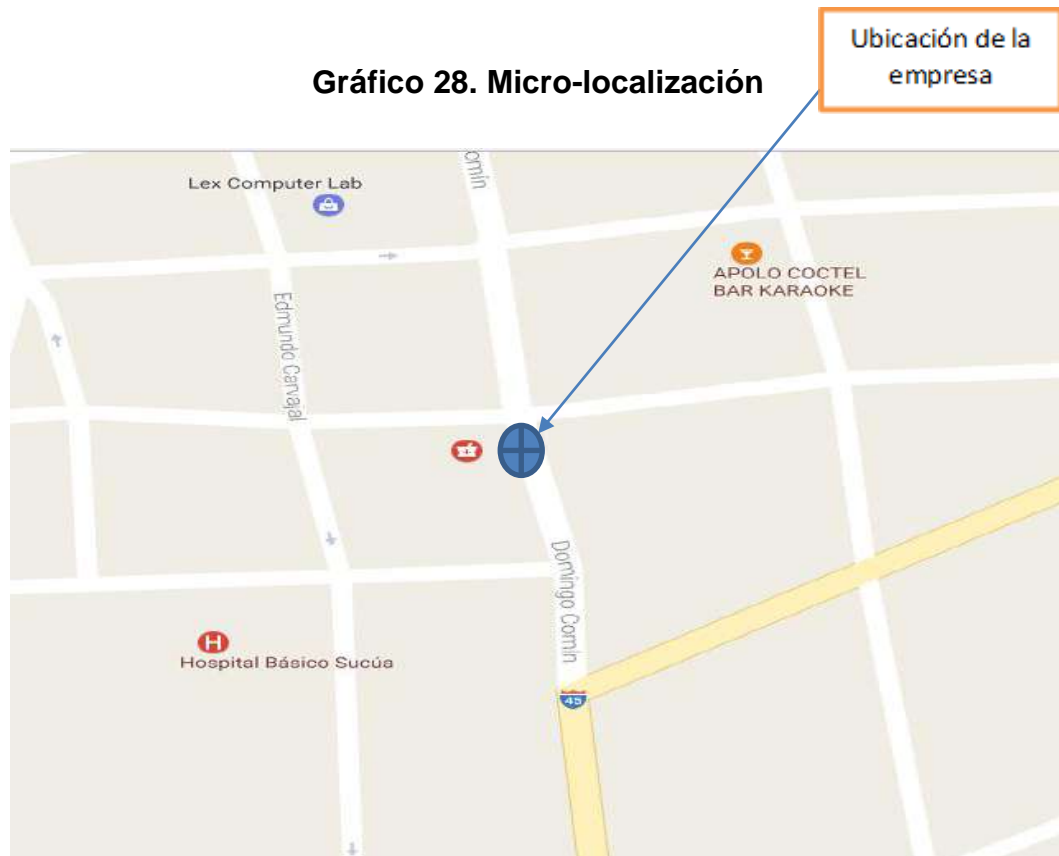 Ubicación de la
empresa
Gráfico 28. Micro-localización
omín
Lex Computer Lab
APOLO COCTEL
BAR KARAOKE
Edmundo Carvajal
Domingo Comín
H
Hospital Básico Sucúa
45